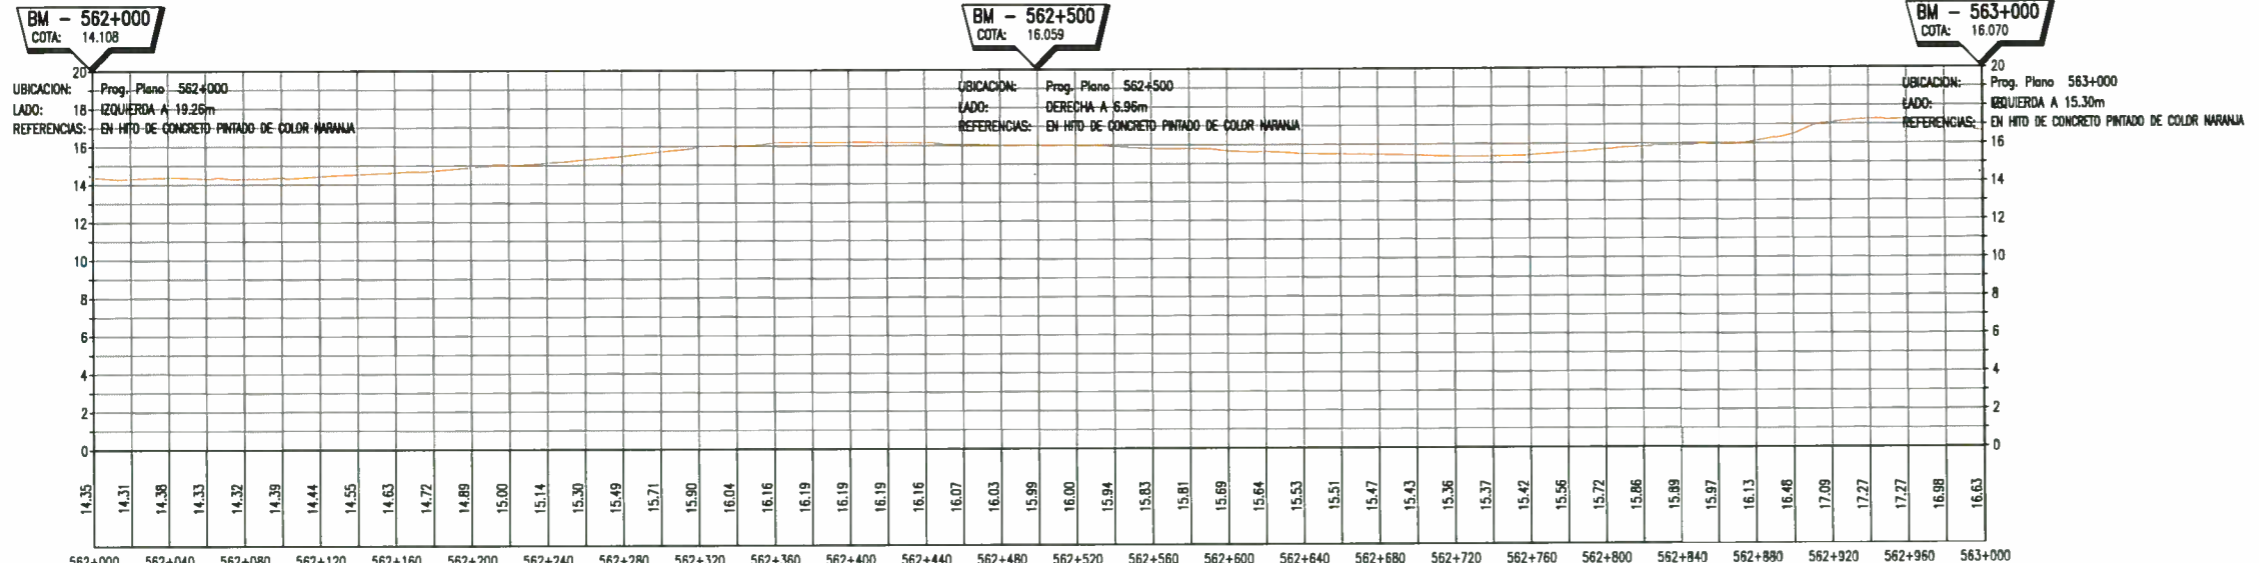 BM - 562+000
COTA: 14.108
BM - 562+500
COTA: 16.059
BM - 563+000
COTA: 16.070
UBICACION: Prog. Plano 562+000
LADO: IZQUIERDA A 19.26m
REFERENCIAS: EN HITO DE CONCRETO PINTADO DE COLOR NARANJA
UBICACION: Prog. Plano 562+500
LADO: DERECHA A 6.96m
REFERENCIAS: EN HITO DE CONCRETO PINTADO DE COLOR NARANJA
UBICACION: Prog. Plano 563+000
LADO: IZQUIERDA A 15.30m
REFERENCIAS: EN HITO DE CONCRETO PINTADO DE COLOR NARANJA
20
18
16
14
12
10
8
6
4
2
0
20
18
16
14
12
10
8
6
4
2
0
14.35 14.31 14.38 14.33 14.32 14.39 14.44 14.55 14.63 14.72 14.89 15.00 15.14 15.30 15.49 15.71 15.90 16.04 16.16 16.19 16.19 16.19 16.16 16.07 16.03 15.99 16.00 15.94 15.83 15.81 15.69 15.64 15.53 15.51 15.47 15.43 15.36 15.37 15.42 15.56 15.72 15.86 15.89 15.97 16.13 16.48 17.09 17.27 17.27 16.98 16.63
562+000 562+040 562+080 562+120 562+160 562+200 562+240 562+280 562+320 562+360 562+400 562+440 562+480 562+520 562+560 562+600 562+640 562+680 562+720 562+760 562+800 562+840 562+880 562+920 562+960 563+000